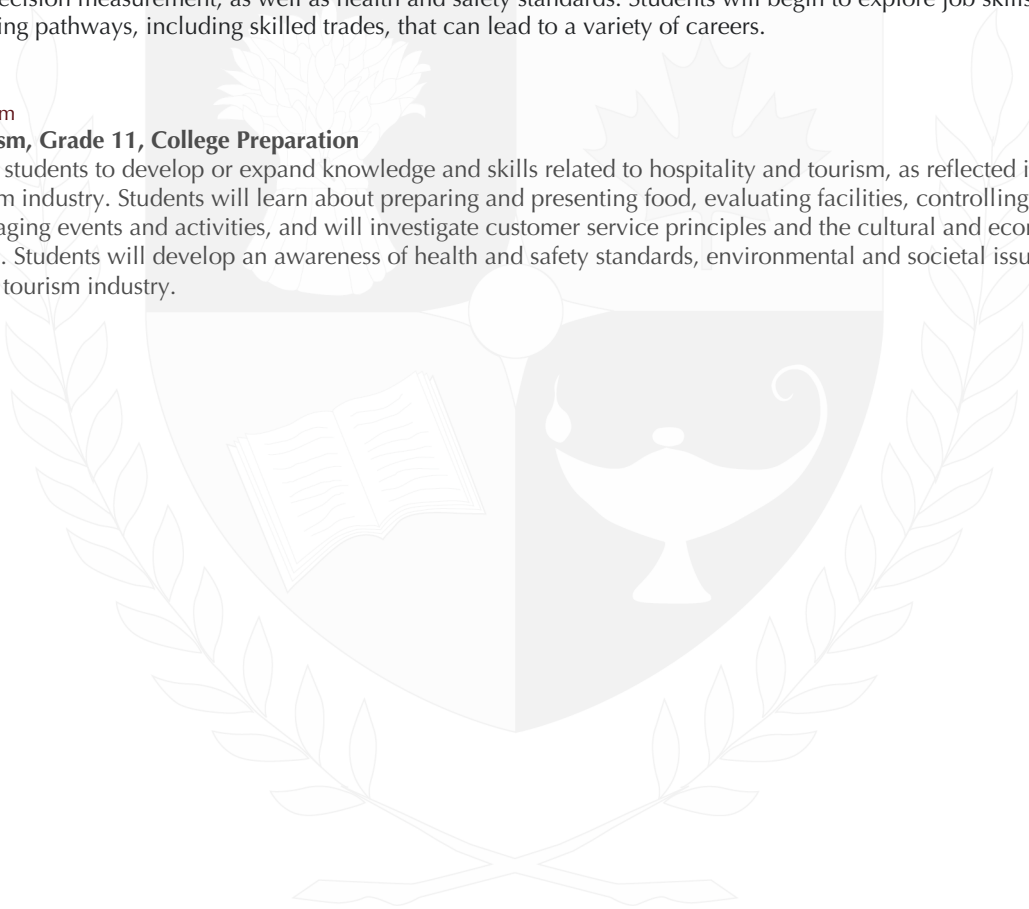 ecision measurement, as well as health and safety standards. Students will begin to explore job skills
ing pathways, including skilled trades, that can lead to a variety of careers.
m
sm, Grade 11, College Preparation
students to develop or expand knowledge and skills related to hospitality and tourism, as reflected i
m industry. Students will learn about preparing and presenting food, evaluating facilities, controlling
aging events and activities, and will investigate customer service principles and the cultural and econ
. Students will develop an awareness of health and safety standards, environmental and societal issu
tourism industry.